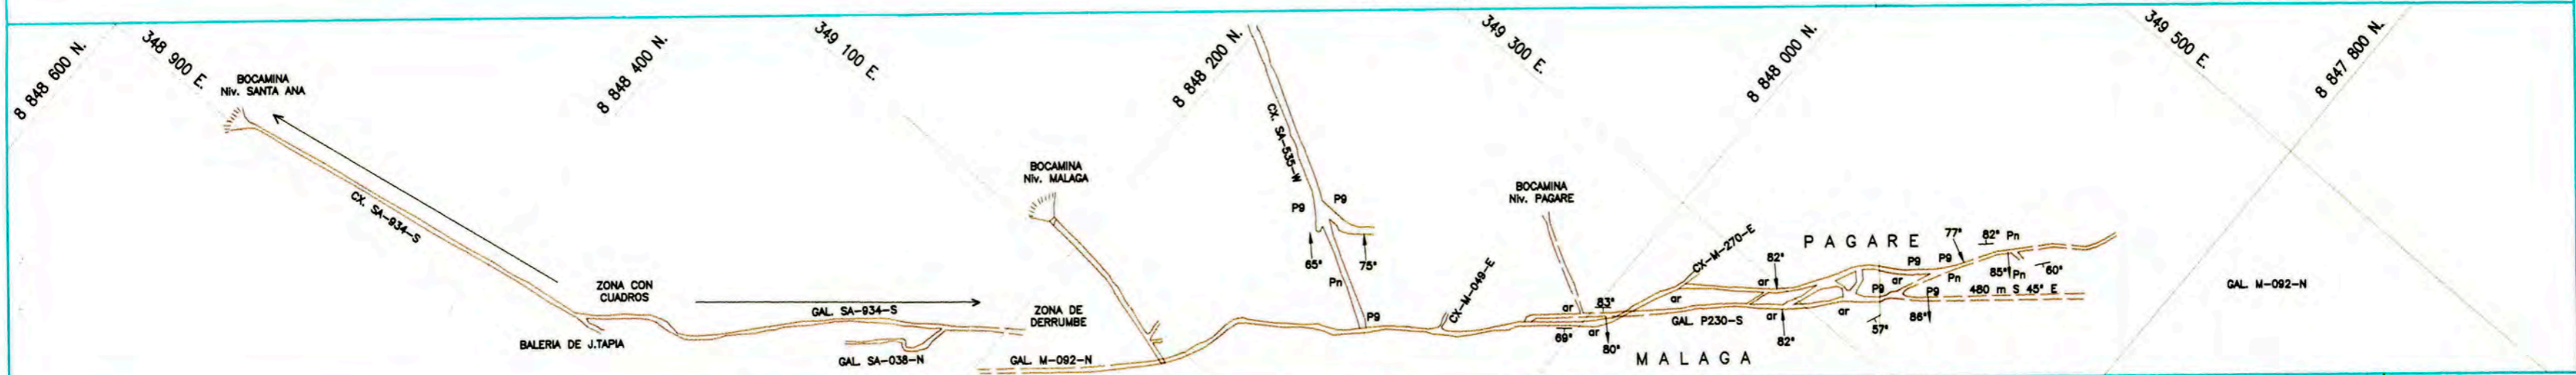 8 848 600 N.
348 900 E.
8 848 400 N.
349 100 E.
8 848 200 N.
349 300 E.
8 848 000 N.
349 500 E.
8 847 800 N.
BOCAMINA
Niv. SANTA ANA
CX. SA-934-S
ZONA CON
CUADROS
BALERIA DE J.TAPIA
GAL. SA-934-S
GAL. SA-038-N
ZONA DE
DERRUMBE
GAL. M-092-N
BOCAMINA
Niv. MALAGA
CX. SA-535-W
P9
P9
65°
75°
Pn
P9
CX-M-049-E
BOCAMINA
Niv. PAGARE
ar
83°
69°
ar
80°
CX-M-270-E
ar
82°
ar
GAL. P230-S
ar
82°
MALAGA
PAGARE
P9
P9
77°
82°
Pn
ar
Pn
85°
Pn
60°
P9
P9
480 m S 45° E
ar
57°
86°
GAL. M-092-N